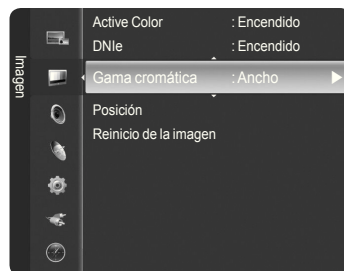 Imagen
Active Color : Encendido
DNIe : Encendido
Gama cromática : Ancho
Posición
Reinicio de la imagen